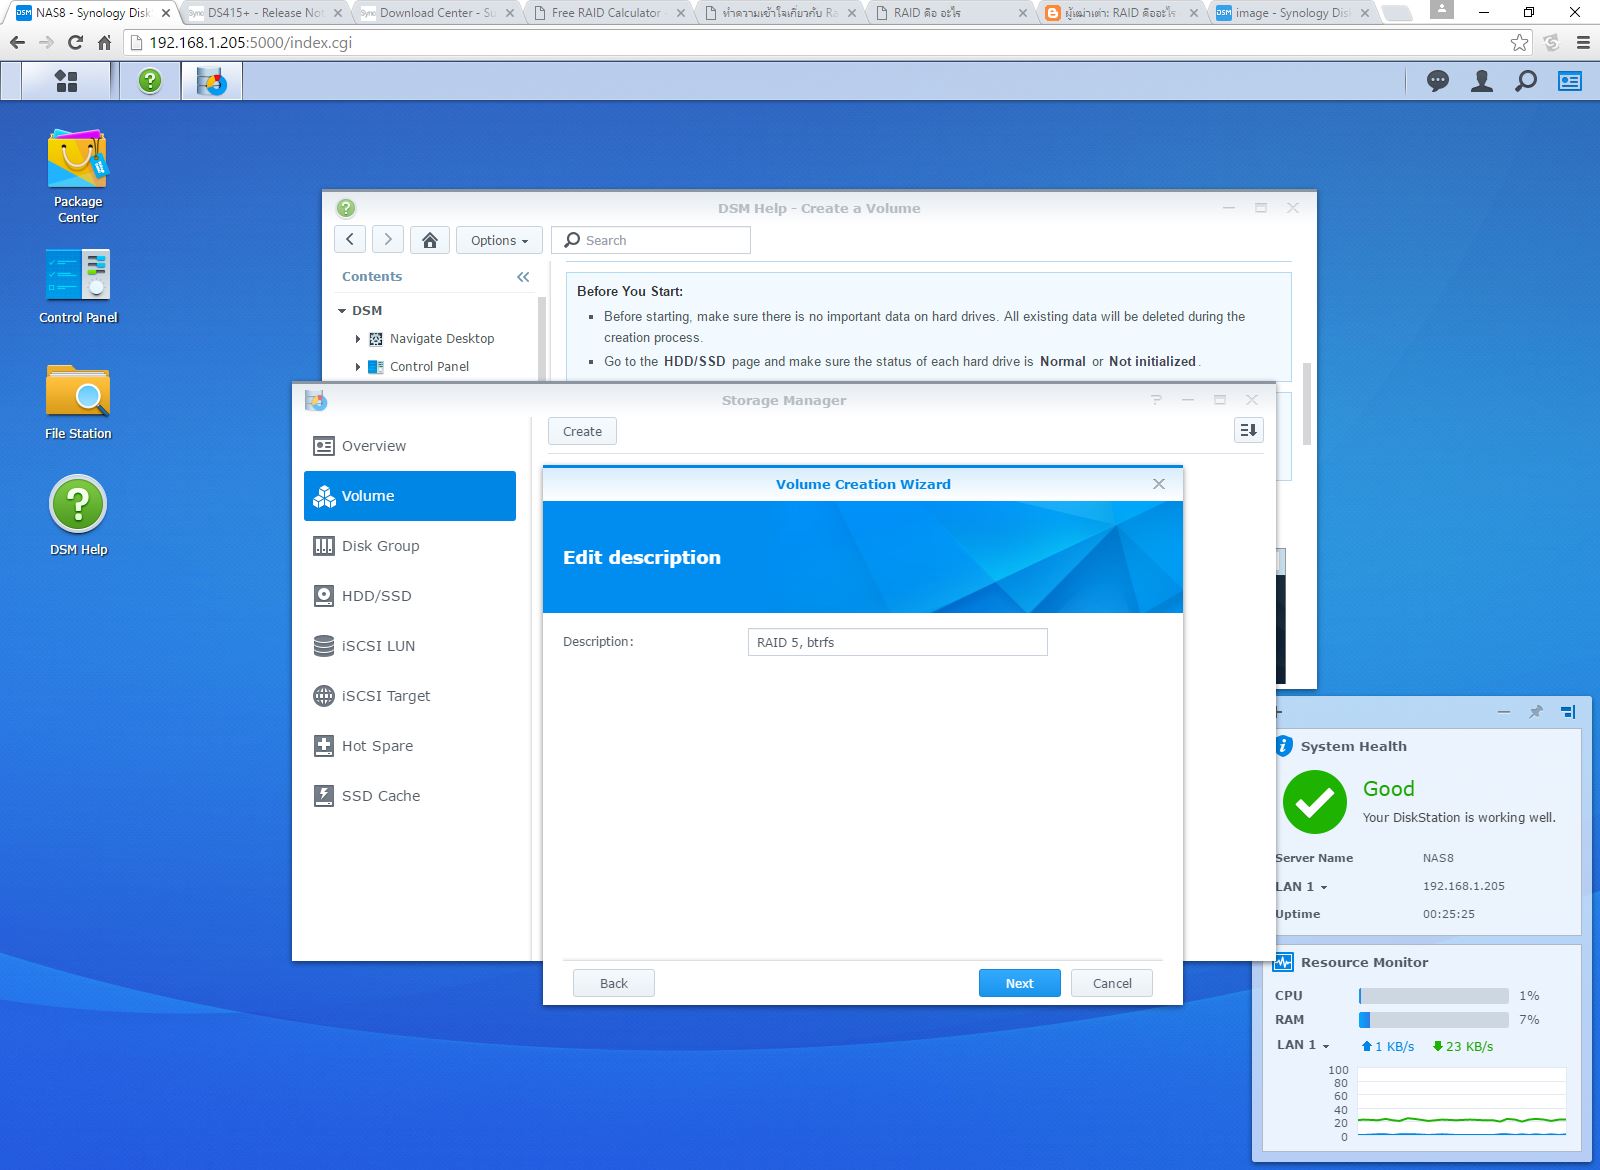 NAS8 - Synology Disk
DS415+ - Release Not
Download Center - Su
Free RAID Calculator -
ทำความเข้าใจเกี่ยวกับ Ra
RAID คือ อะไร
ผู้เฒ่าเต่า: RAID คืออะไร
image - Synology Disk
192.168.1.205:5000/index.cgi
Package
Center
Control Panel
File Station
DSM Help
DSM Help - Create a Volume
Options
Search
Contents
DSM
Navigate Desktop
Control Panel
Before You Start:
Before starting, make sure there is no important data on hard drives. All existing data will be deleted during the
creation process.
Go to the HDD/SSD page and make sure the status of each hard drive is Normal or Not initialized.
Storage Manager
Overview
Volume
Disk Group
HDD/SSD
iSCSI LUN
iSCSI Target
Hot Spare
SSD Cache
Create
Volume Creation Wizard
Edit description
Description:
RAID 5, btrfs
Back
Next
Cancel
System Health
Good
Your DiskStation is working well.
Server Name NAS8
LAN 1 192.168.1.205
Uptime 00:25:25
Resource Monitor
CPU 1%
RAM 7%
LAN 1 1 KB/s 23 KB/s
100
80
60
40
20
0